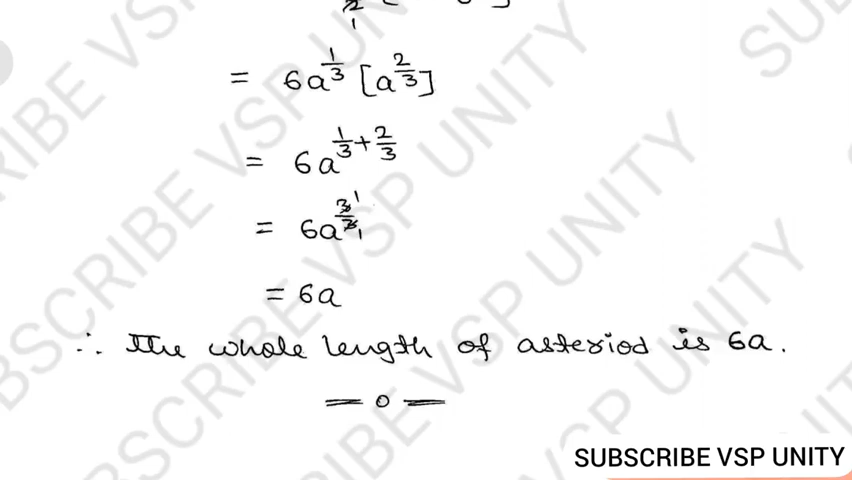 = 6a^{1/3} [a^{2/3}]
= 6a^{1/3 + 2/3}
= 6a^{3/3}
= 6a
∴ The whole length of asteriod is 6a.
SUBSCRIBE VSP UNITY